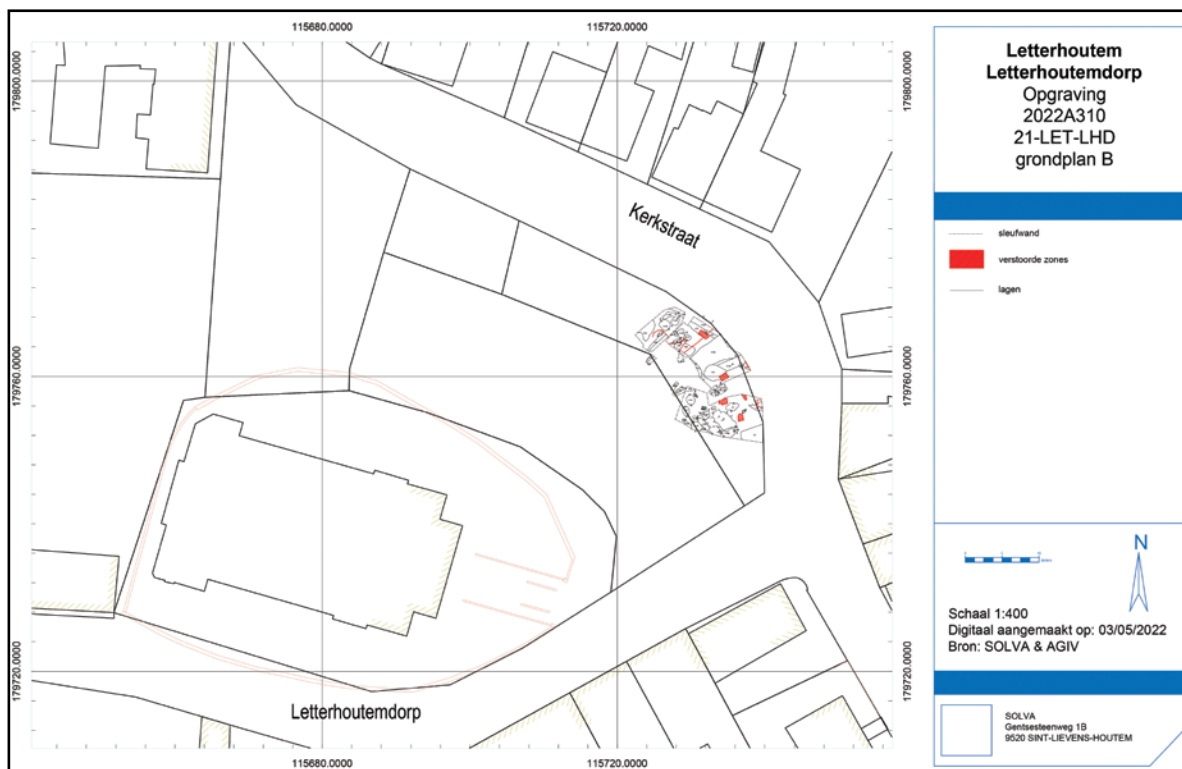 115680.0000
115720.0000
179800.0000
179800.0000
Kerkstraat
179760.0000
179760.0000
179720.0000
179720.0000
Letterhoutemdorp
115680.0000
115720.0000
Letterhoutem
Letterhoutemdorp
Opgraving
2022A310
21-LET-LHD
grondplan B
sleufwand
verstoorde zones
lagen
N
Schaal 1:400
Digitaal aangemaakt op: 03/05/2022
Bron: SOLVA & AGIV
SOLVA
Gentsesteenweg 1B
9520 SINT-LIEVENS-HOUTEM